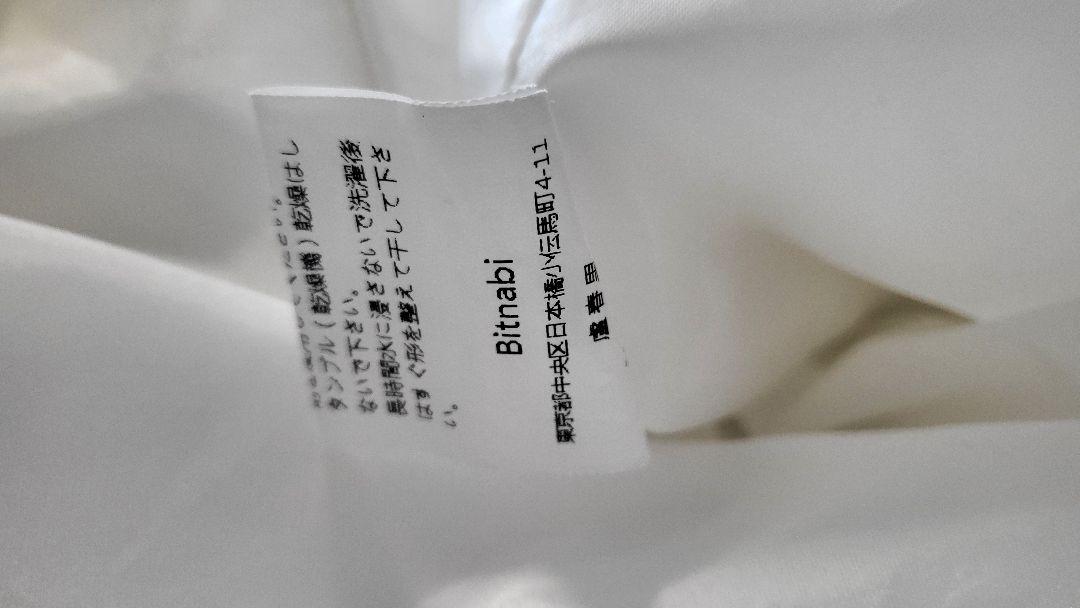 タンブル(乾燥機)乾燥はし
ないで下さい。
長時間水に浸さないで洗濯後
はすぐ形を整えて干して下さ
い。
Bitnabi
東京都中央区日本橋小伝馬町4-11
盧春里